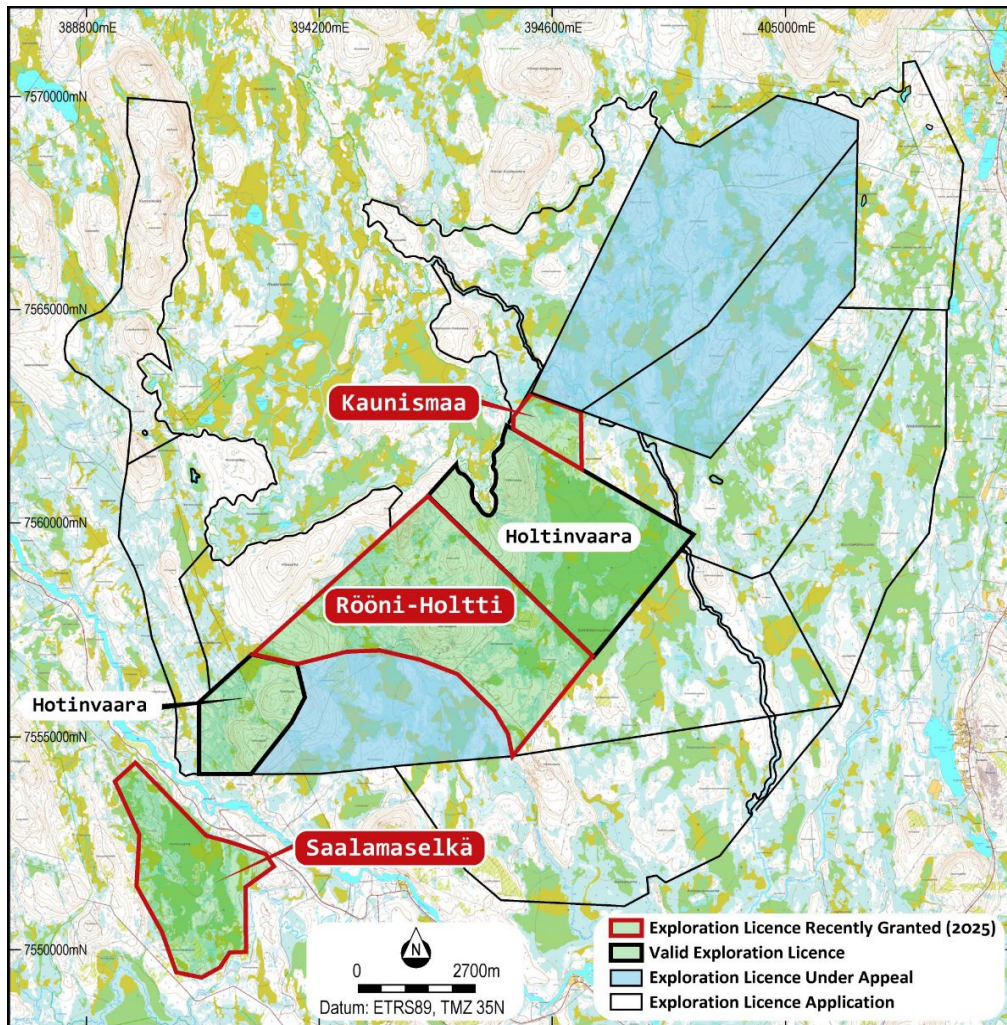 388800mE
394200mE
394600mE
405000mE
7570000mN
7565000mN
7560000mN
7555000mN
7550000mN
Kaunismaa
Holtinvaara
Rööni-Holtti
Hotinvaara
Saalamaselkä
N
0 2700m
Datum: ETRS89, TMZ 35N
Exploration Licence Recently Granted (2025)
Valid Exploration Licence
Exploration Licence Under Appeal
Exploration Licence Application